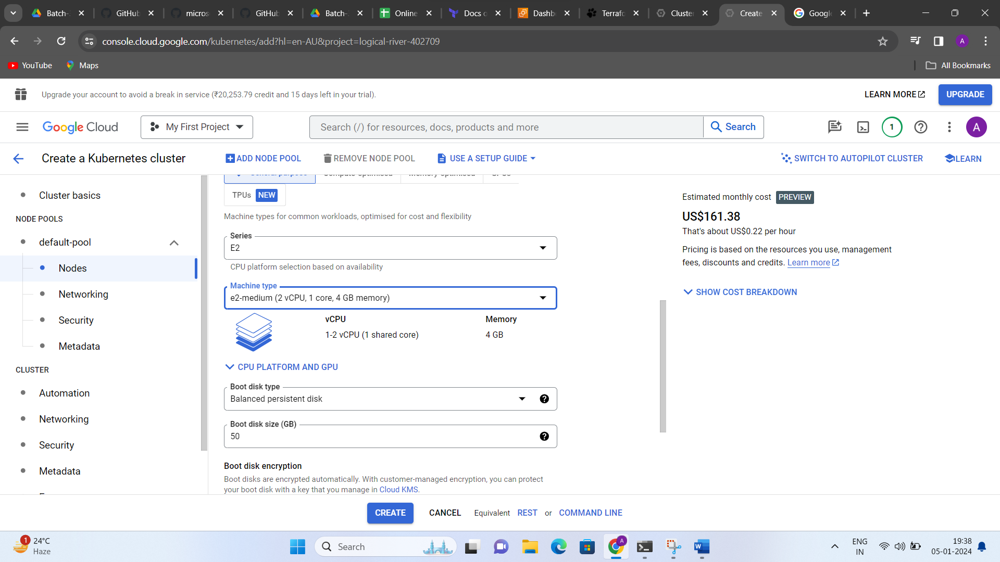 Batch-
GitHub
micros
GitHub
Batch-
Online
Docs o
Dashb
Terrafo
Cluster
Create
Google
console.cloud.google.com/kubernetes/add?hl=en-AU&project=logical-river-402709
A
YouTube
Maps
All Bookmarks
Upgrade your account to avoid a break in service (₹20,253.79 credit and 15 days left in your trial).
LEARN MORE
UPGRADE
Google Cloud
My First Project
Search (/) for resources, docs, products and more
Search
1
A
Create a Kubernetes cluster
ADD NODE POOL
REMOVE NODE POOL
USE A SETUP GUIDE
SWITCH TO AUTOPILOT CLUSTER
LEARN
Cluster basics
NODE POOLS
default-pool
Nodes
Networking
Security
Metadata
CLUSTER
Automation
Networking
Security
Metadata
General purpose
Compute optimised
Memory optimised
GPUs
TPUs NEW
Machine types for common workloads, optimised for cost and flexibility
Series
E2
CPU platform selection based on availability
Machine type
e2-medium (2 vCPU, 1 core, 4 GB memory)
vCPU
Memory
1-2 vCPU (1 shared core)
4 GB
CPU PLATFORM AND GPU
Boot disk type
Balanced persistent disk
Boot disk size (GB)
50
Boot disk encryption
Boot disks are encrypted automatically. With customer-managed encryption, you can protect
your boot disk with a key that you manage in Cloud KMS.
Estimated monthly cost PREVIEW
US$161.38
That's about US$0.22 per hour
Pricing is based on the resources you use, management
fees, discounts and credits. Learn more
SHOW COST BREAKDOWN
CREATE
CANCEL
Equivalent REST or COMMAND LINE
1
24°C
Haze
Search
A
ENG
IN
19:38
05-01-2024